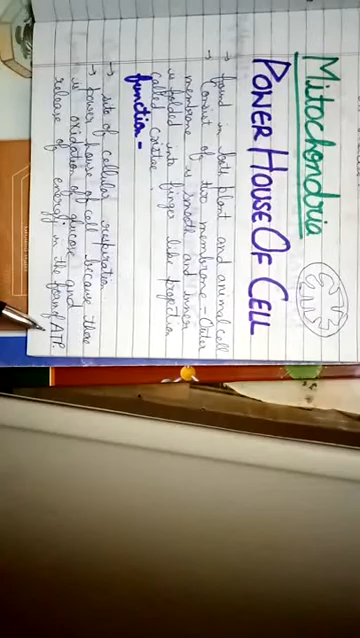 Mitochondria
POWER HOUSE OF CELL
→ found in both plant and animal cell
→ Consist of two membrane - Outer
membrane is smooth and inner
is folded into finger like projection
called cristae.
function -
→ site of cellular respiration
→ power house of cell because ther
is oxidation of glucose and
release of energy in the form of ATP.